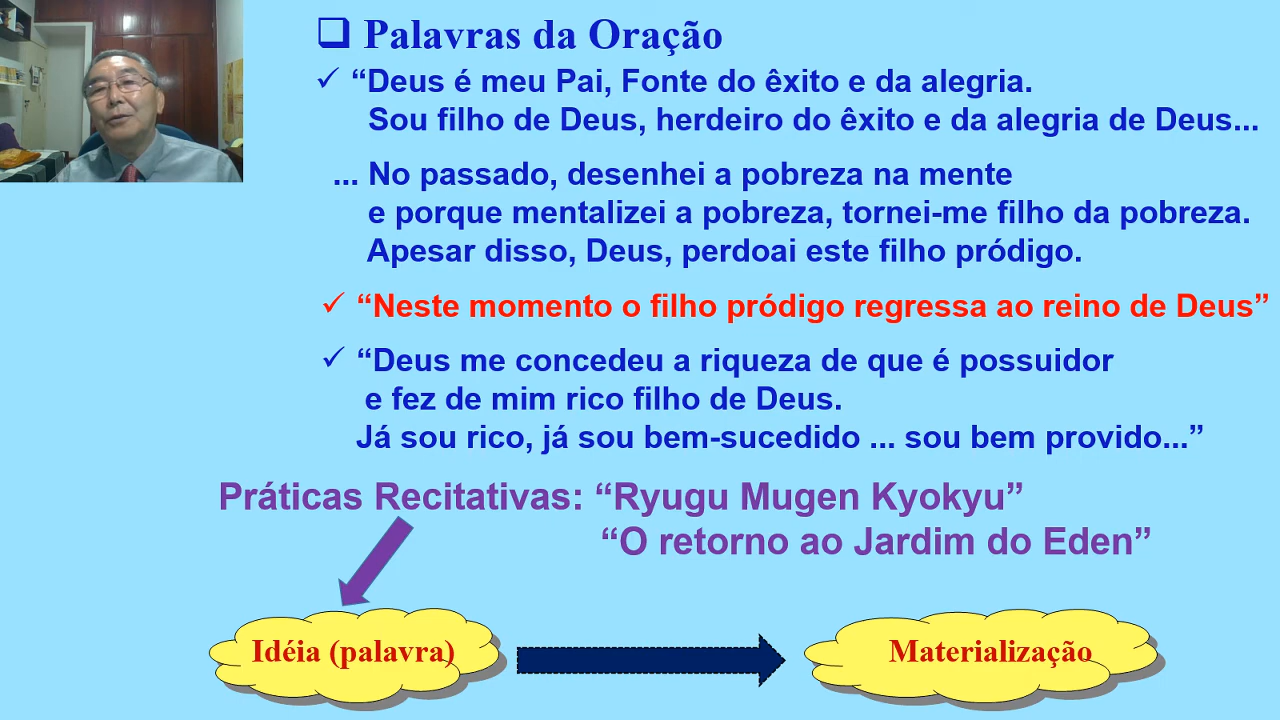 Palavras da Oração
“Deus é meu Pai, Fonte do êxito e da alegria.
Sou filho de Deus, herdeiro do êxito e da alegria de Deus...
... No passado, desenhei a pobreza na mente
e porque mentalizei a pobreza, tornei-me filho da pobreza.
Apesar disso, Deus, perdoai este filho pródigo.
“Neste momento o filho pródigo regressa ao reino de Deus”
“Deus me concedeu a riqueza de que é possuidor
e fez de mim rico filho de Deus.
Já sou rico, já sou bem-sucedido ... sou bem provido...”
Práticas Recitativas: “Ryugu Mugen Kyokyu”
“O retorno ao Jardim do Eden”
Idéia (palavra)
Materialização